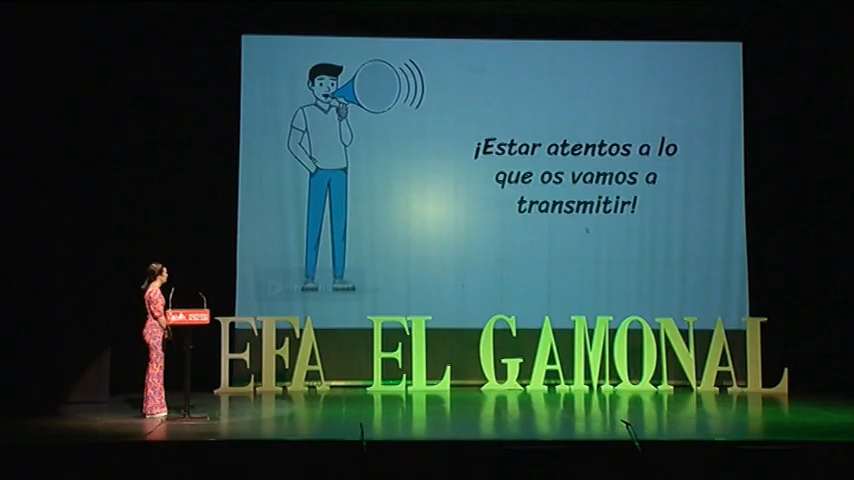 ¡Estar atentos a lo
que os vamos a
transmitir!
EFA EL GAMONAL